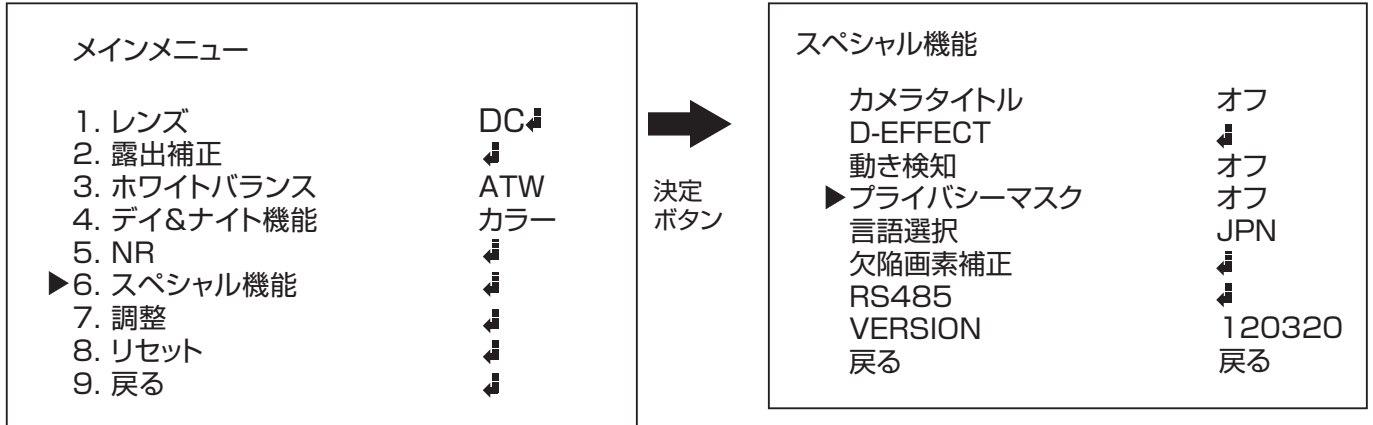 メインメニュー
1. レンズ DC↲
2. 露出補正 ↲
3. ホワイトバランス ATW
4. デイ&ナイト機能 カラー
5. NR ↲
▶6. スペシャル機能 ↲
7. 調整 ↲
8. リセット ↲
9. 戻る ↲
決定
ボタン
スペシャル機能
カメラタイトル オフ
D-EFFECT ↲
動き検知 オフ
▶プライバシーマスク オフ
言語選択 JPN
欠陥画素補正 ↲
RS485 ↲
VERSION 120320
戻る 戻る